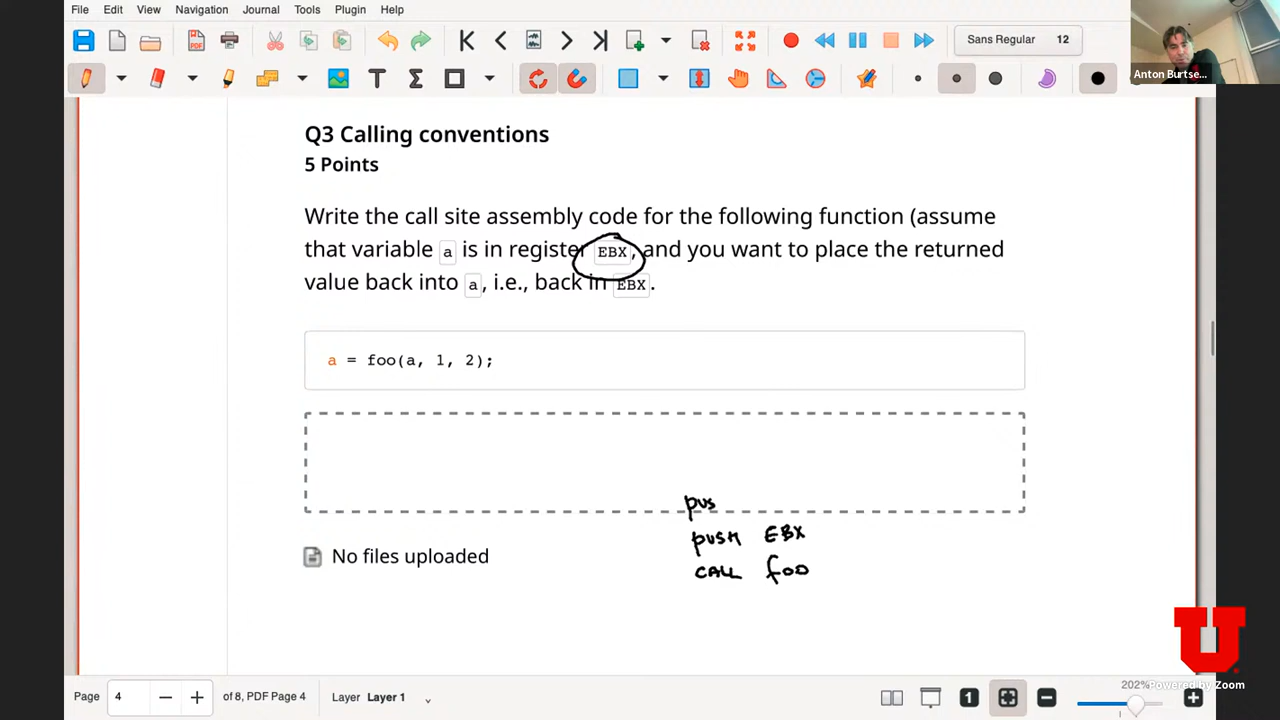 File Edit View Navigation Journal Tools Plugin Help
Sans Regular 12
Anton Burtse...
Q3 Calling conventions
5 Points
Write the call site assembly code for the following function (assume
that variable a is in register EBX, and you want to place the returned
value back into a, i.e., back in EBX.
a = foo(a, 1, 2);
pus
push EBX
CALL foo
No files uploaded
U
Powered by Zoom
Page 4 of 8, PDF Page 4 Layer Layer 1 1 202%